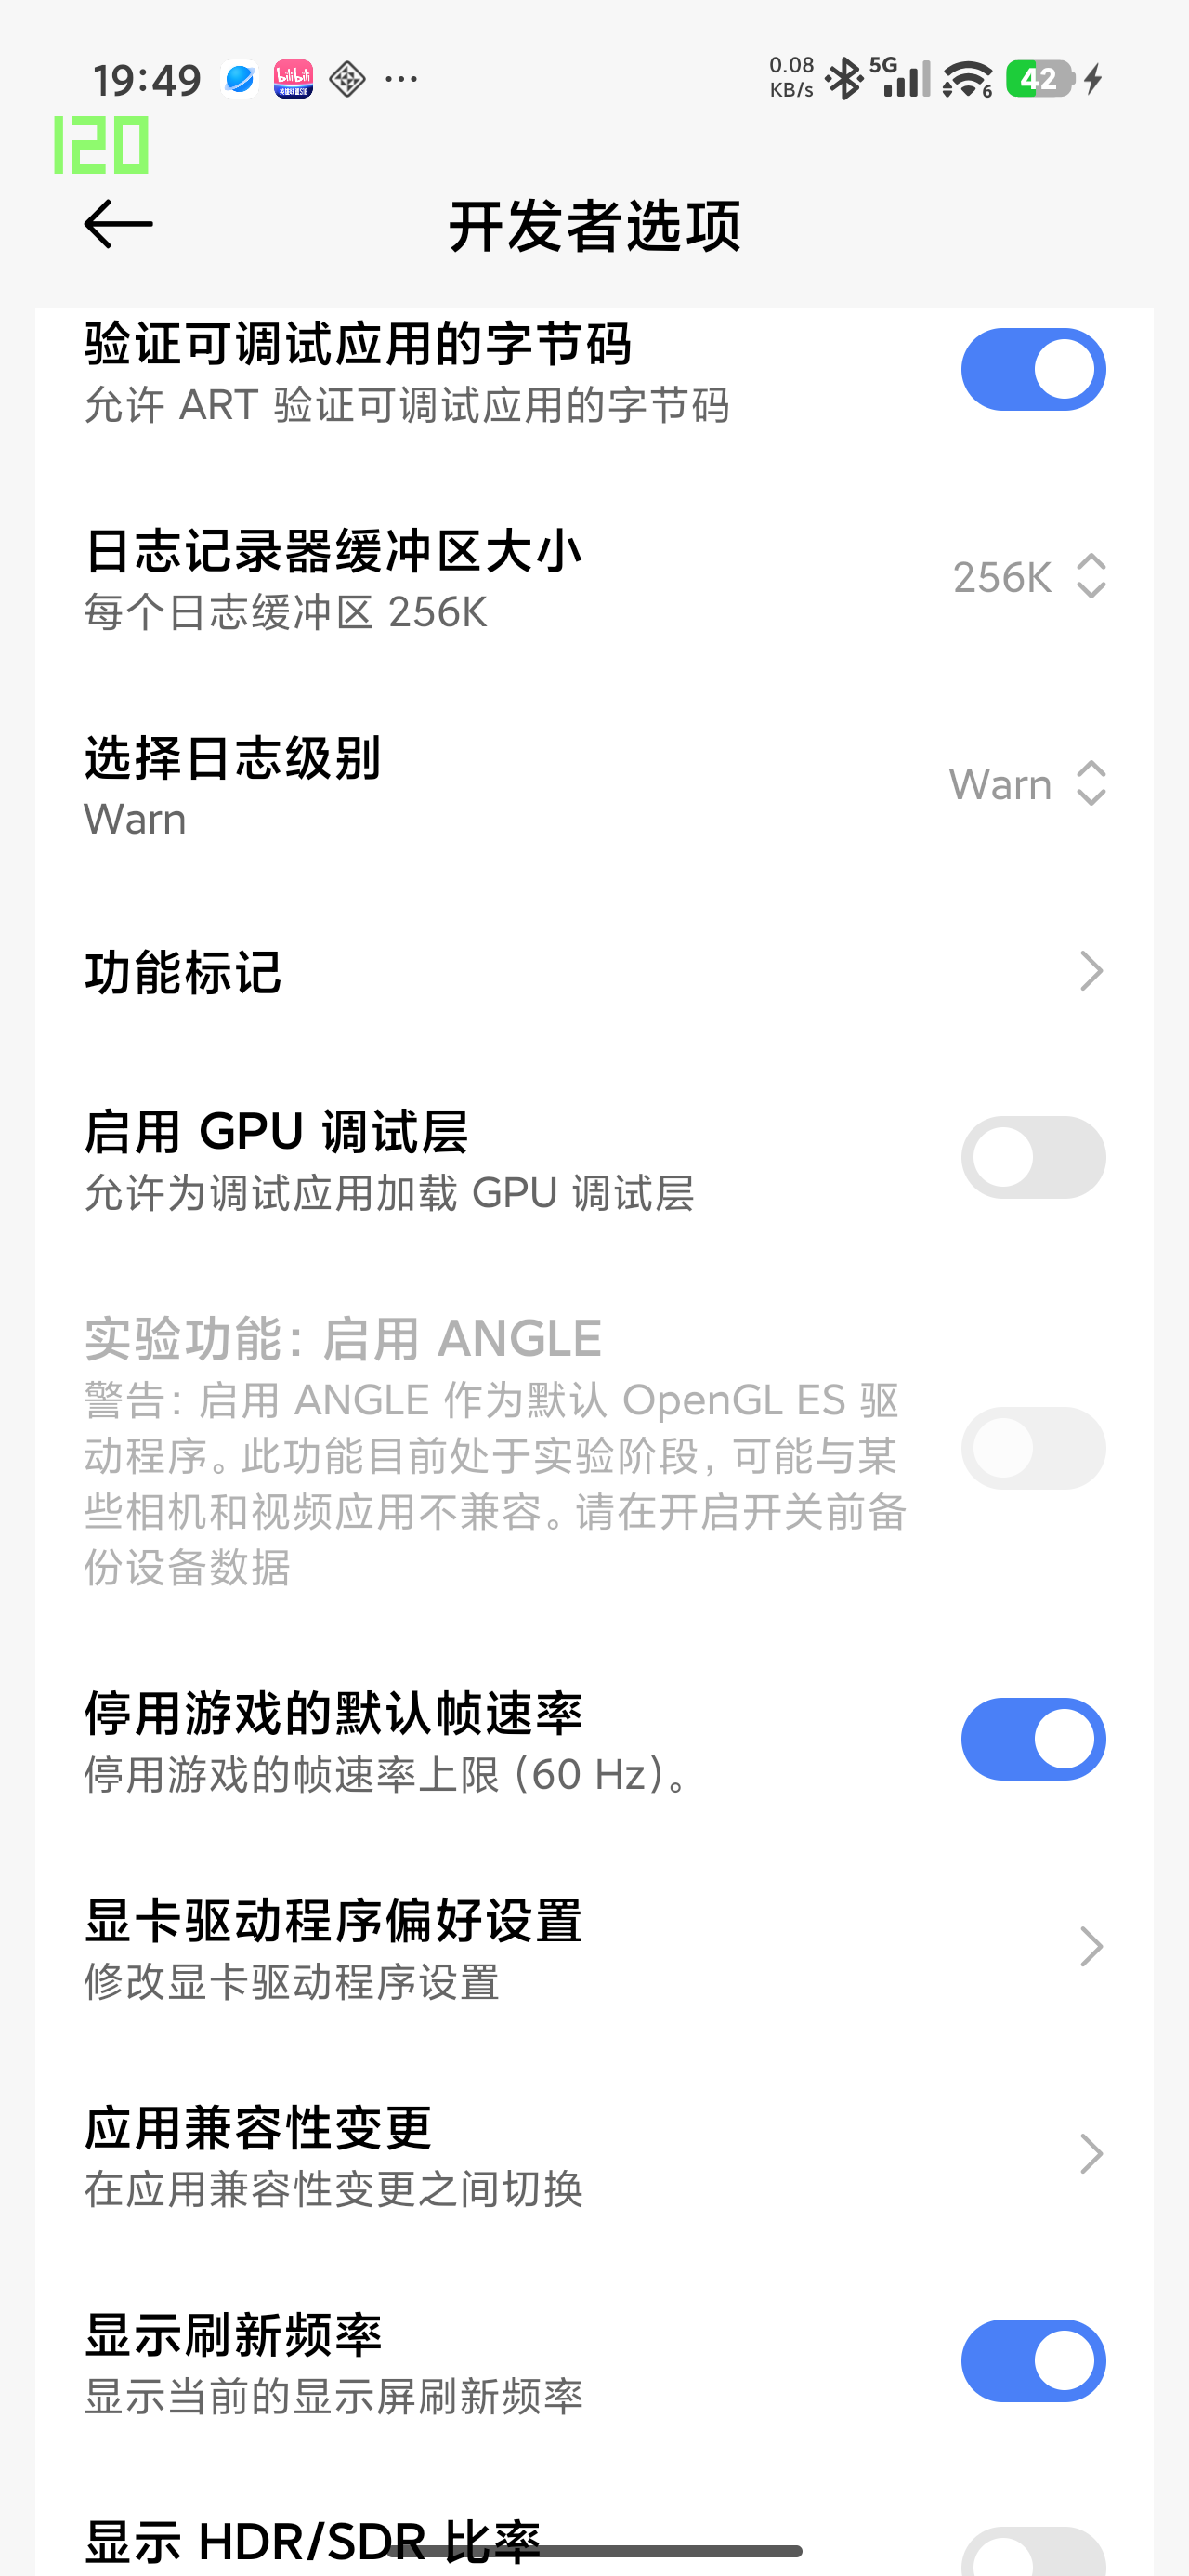 19:49
bilibili
0.08
KB/s
5G
6
42
120
开发者选项
验证可调试应用的字节码
允许 ART 验证可调试应用的字节码
日志记录器缓冲区大小
每个日志缓冲区 256K
256K
选择日志级别
Warn
Warn
功能标记
启用 GPU 调试层
允许为调试应用加载 GPU 调试层
实验功能：启用 ANGLE
警告：启用 ANGLE 作为默认 OpenGL ES 驱
动程序。此功能目前处于实验阶段，可能与某
些相机和视频应用不兼容。请在开启开关前备
份设备数据
停用游戏的默认帧速率
停用游戏的帧速率上限（60 Hz）。
显卡驱动程序偏好设置
修改显卡驱动程序设置
应用兼容性变更
在应用兼容性变更之间切换
显示刷新频率
显示当前的显示屏刷新频率
显示 HDR/SDR 比率